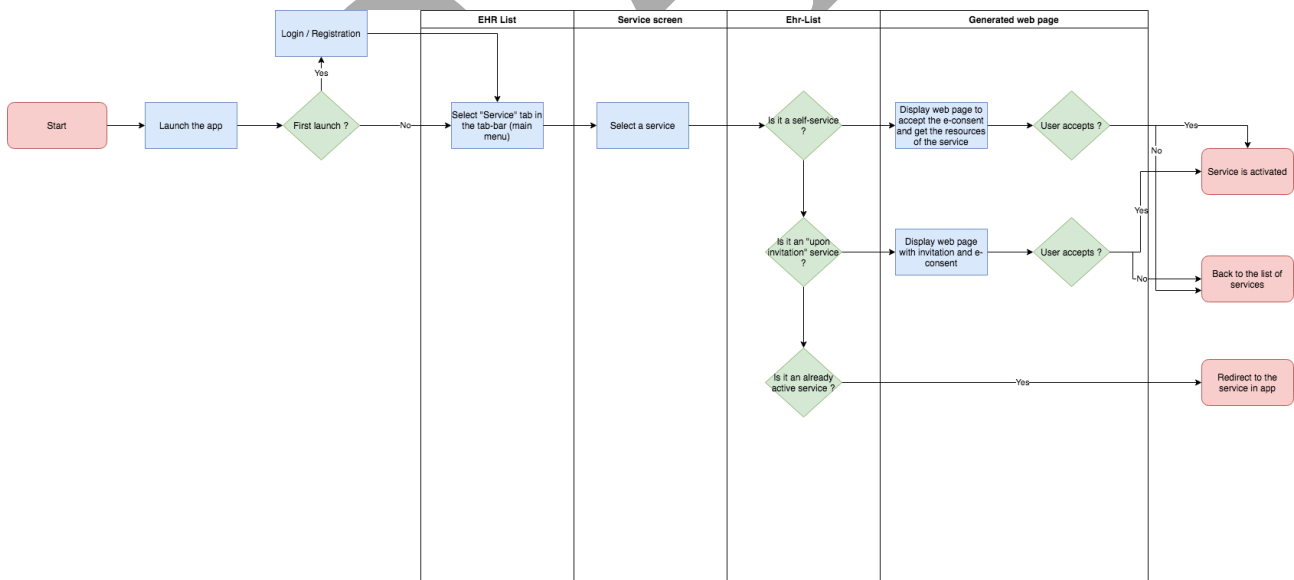 EHR List
Service screen
Ehr-List
Generated web page
Login / Registration
Yes
Start
Launch the app
First launch ?
No
Select "Service" tab in
the tab-bar (main
menu)
Select a service
Is it a self-service
?
Display web page to
accept the e-consent
and get the resources
of the service
User accepts ?
Yes
No
Service is activated
Yes
Is it an "upon
invitation" service
?
Display web page
with invitation and e-
consent
User accepts ?
No
Back to the list of
services
Is it an already
active service ?
Yes
Redirect to the
service in app